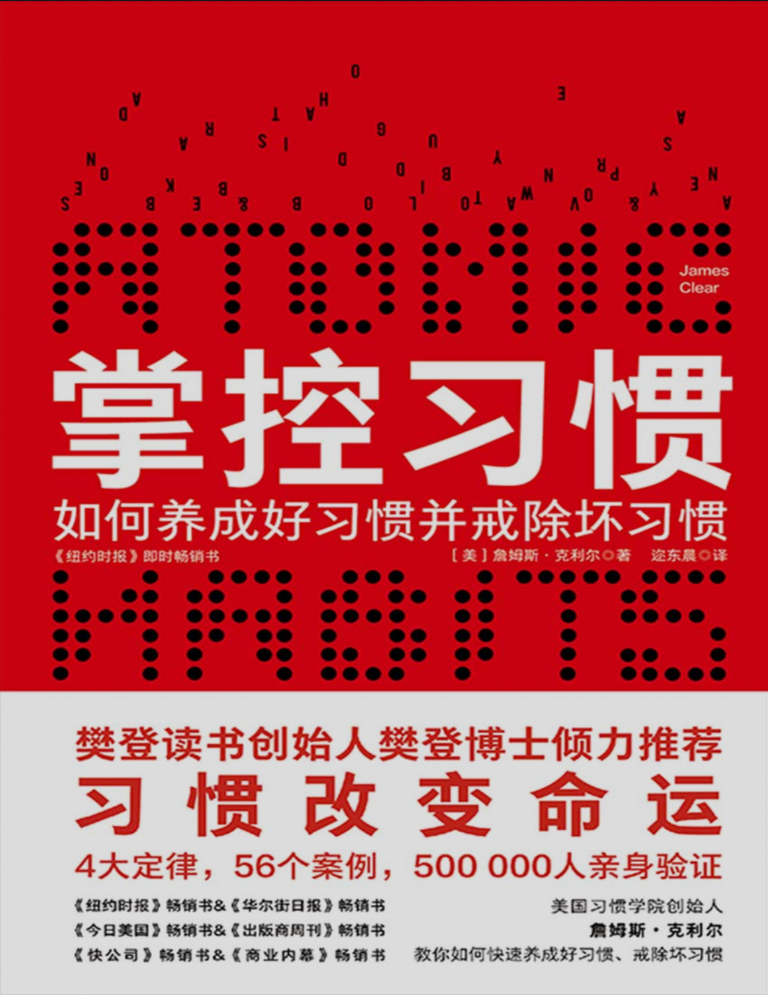 ATOMIC
James
Clear
掌控习惯
如何养成好习惯并戒除坏习惯
《纽约时报》即时畅销书 [美]詹姆斯·克利尔◎著 迩东晨◎译
HABITS
樊登读书创始人樊登博士倾力推荐
习惯改变命运
4大定律，56个案例，500 000人亲身验证
《纽约时报》畅销书&《华尔街日报》畅销书
《今日美国》畅销书&《出版商周刊》畅销书
《快公司》畅销书&《商业内幕》畅销书
美国习惯学院创始人
詹姆斯·克利尔
教你如何快速养成好习惯、戒除坏习惯